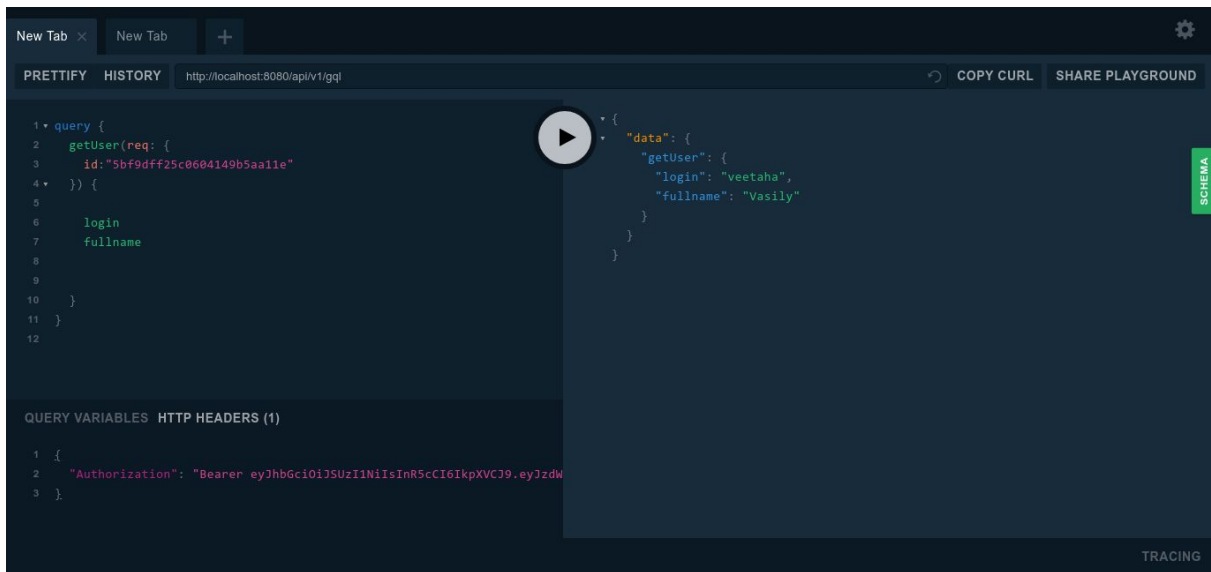 New Tab × New Tab +
PRETTIFY HISTORY http://localhost:8080/api/v1/gql COPY CURL SHARE PLAYGROUND
1 query {
2 getUser(req: {
3 id:"5bf9dff25c0604149b5aa11e"
4 }) {
5
6 login
7 fullname
8
9
10 }
11 }
12
{
"data": {
"getUser": {
"login": "veetaha",
"fullname": "Vasily"
}
}
}
SCHEMA
QUERY VARIABLES HTTP HEADERS (1)
1 {
2 "Authorization": "Bearer eyJhbGciOiJSUzI1NiIsInR5cCI6IkpXVCJ9.eyJzdW
3 }
TRACING